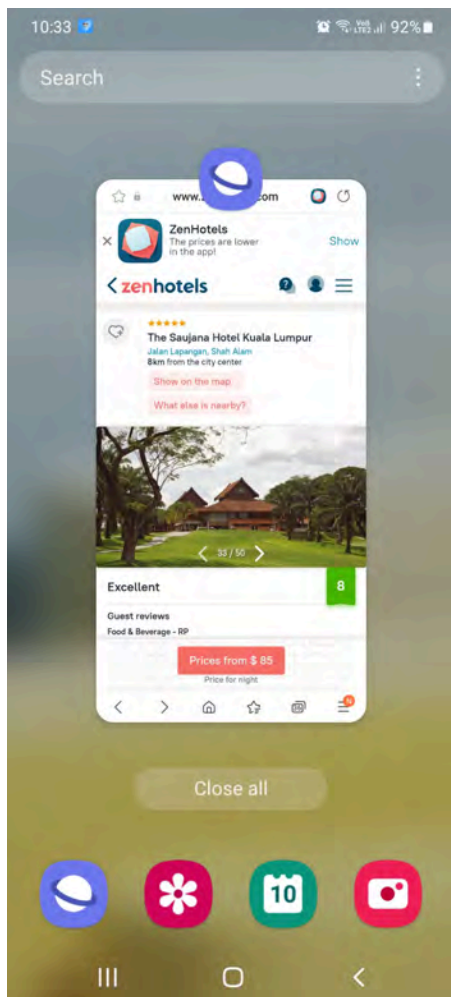 10:33
92%
Search
ZenHotels
The prices are lower
in the app!
Show
zenhotels
The Saujana Hotel Kuala Lumpur
Jalan Lapangan, Shah Alam
8km from the city center
Show on the map
What else is nearby?
33 / 50
Excellent
8
Guest reviews
Food & Beverage - RP
Prices from $ 85
Price for night
Close all
10